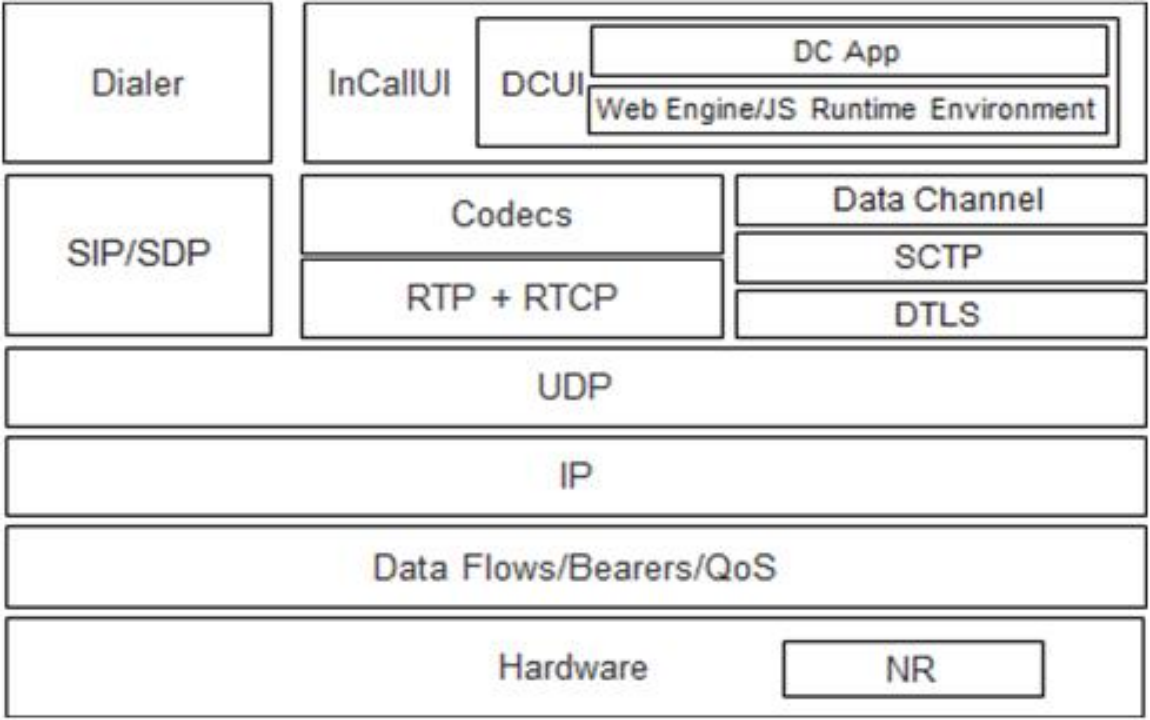 Dialer
InCallUI
DCUI
DC App
Web Engine/JS Runtime Environment
SIP/SDP
Codecs
RTP + RTCP
Data Channel
SCTP
DTLS
UDP
IP
Data Flows/Bearers/QoS
Hardware
NR